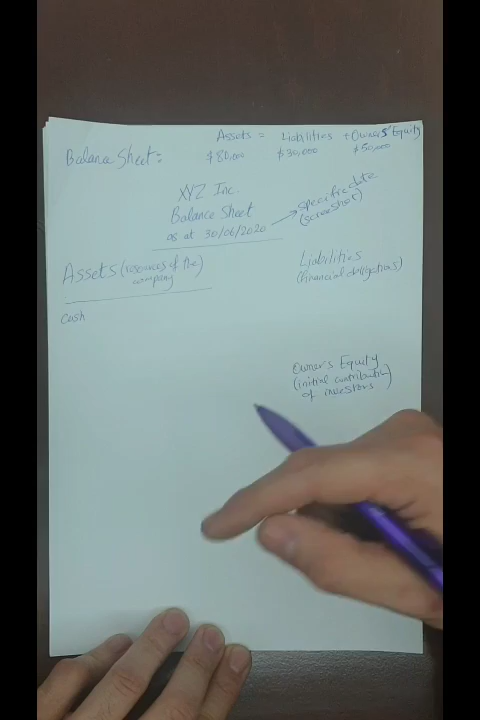 Assets = Liabilities + Owners' Equity
Balance Sheet: $80,000 $30,000 $50,000
XYZ Inc.
Balance Sheet
as at 30/06/2020
specific date
(screenshot)
Assets (resources of the
company)
Cash
Liabilities
(financial obligations)
Owner's Equity
(initial contribution)
of investors